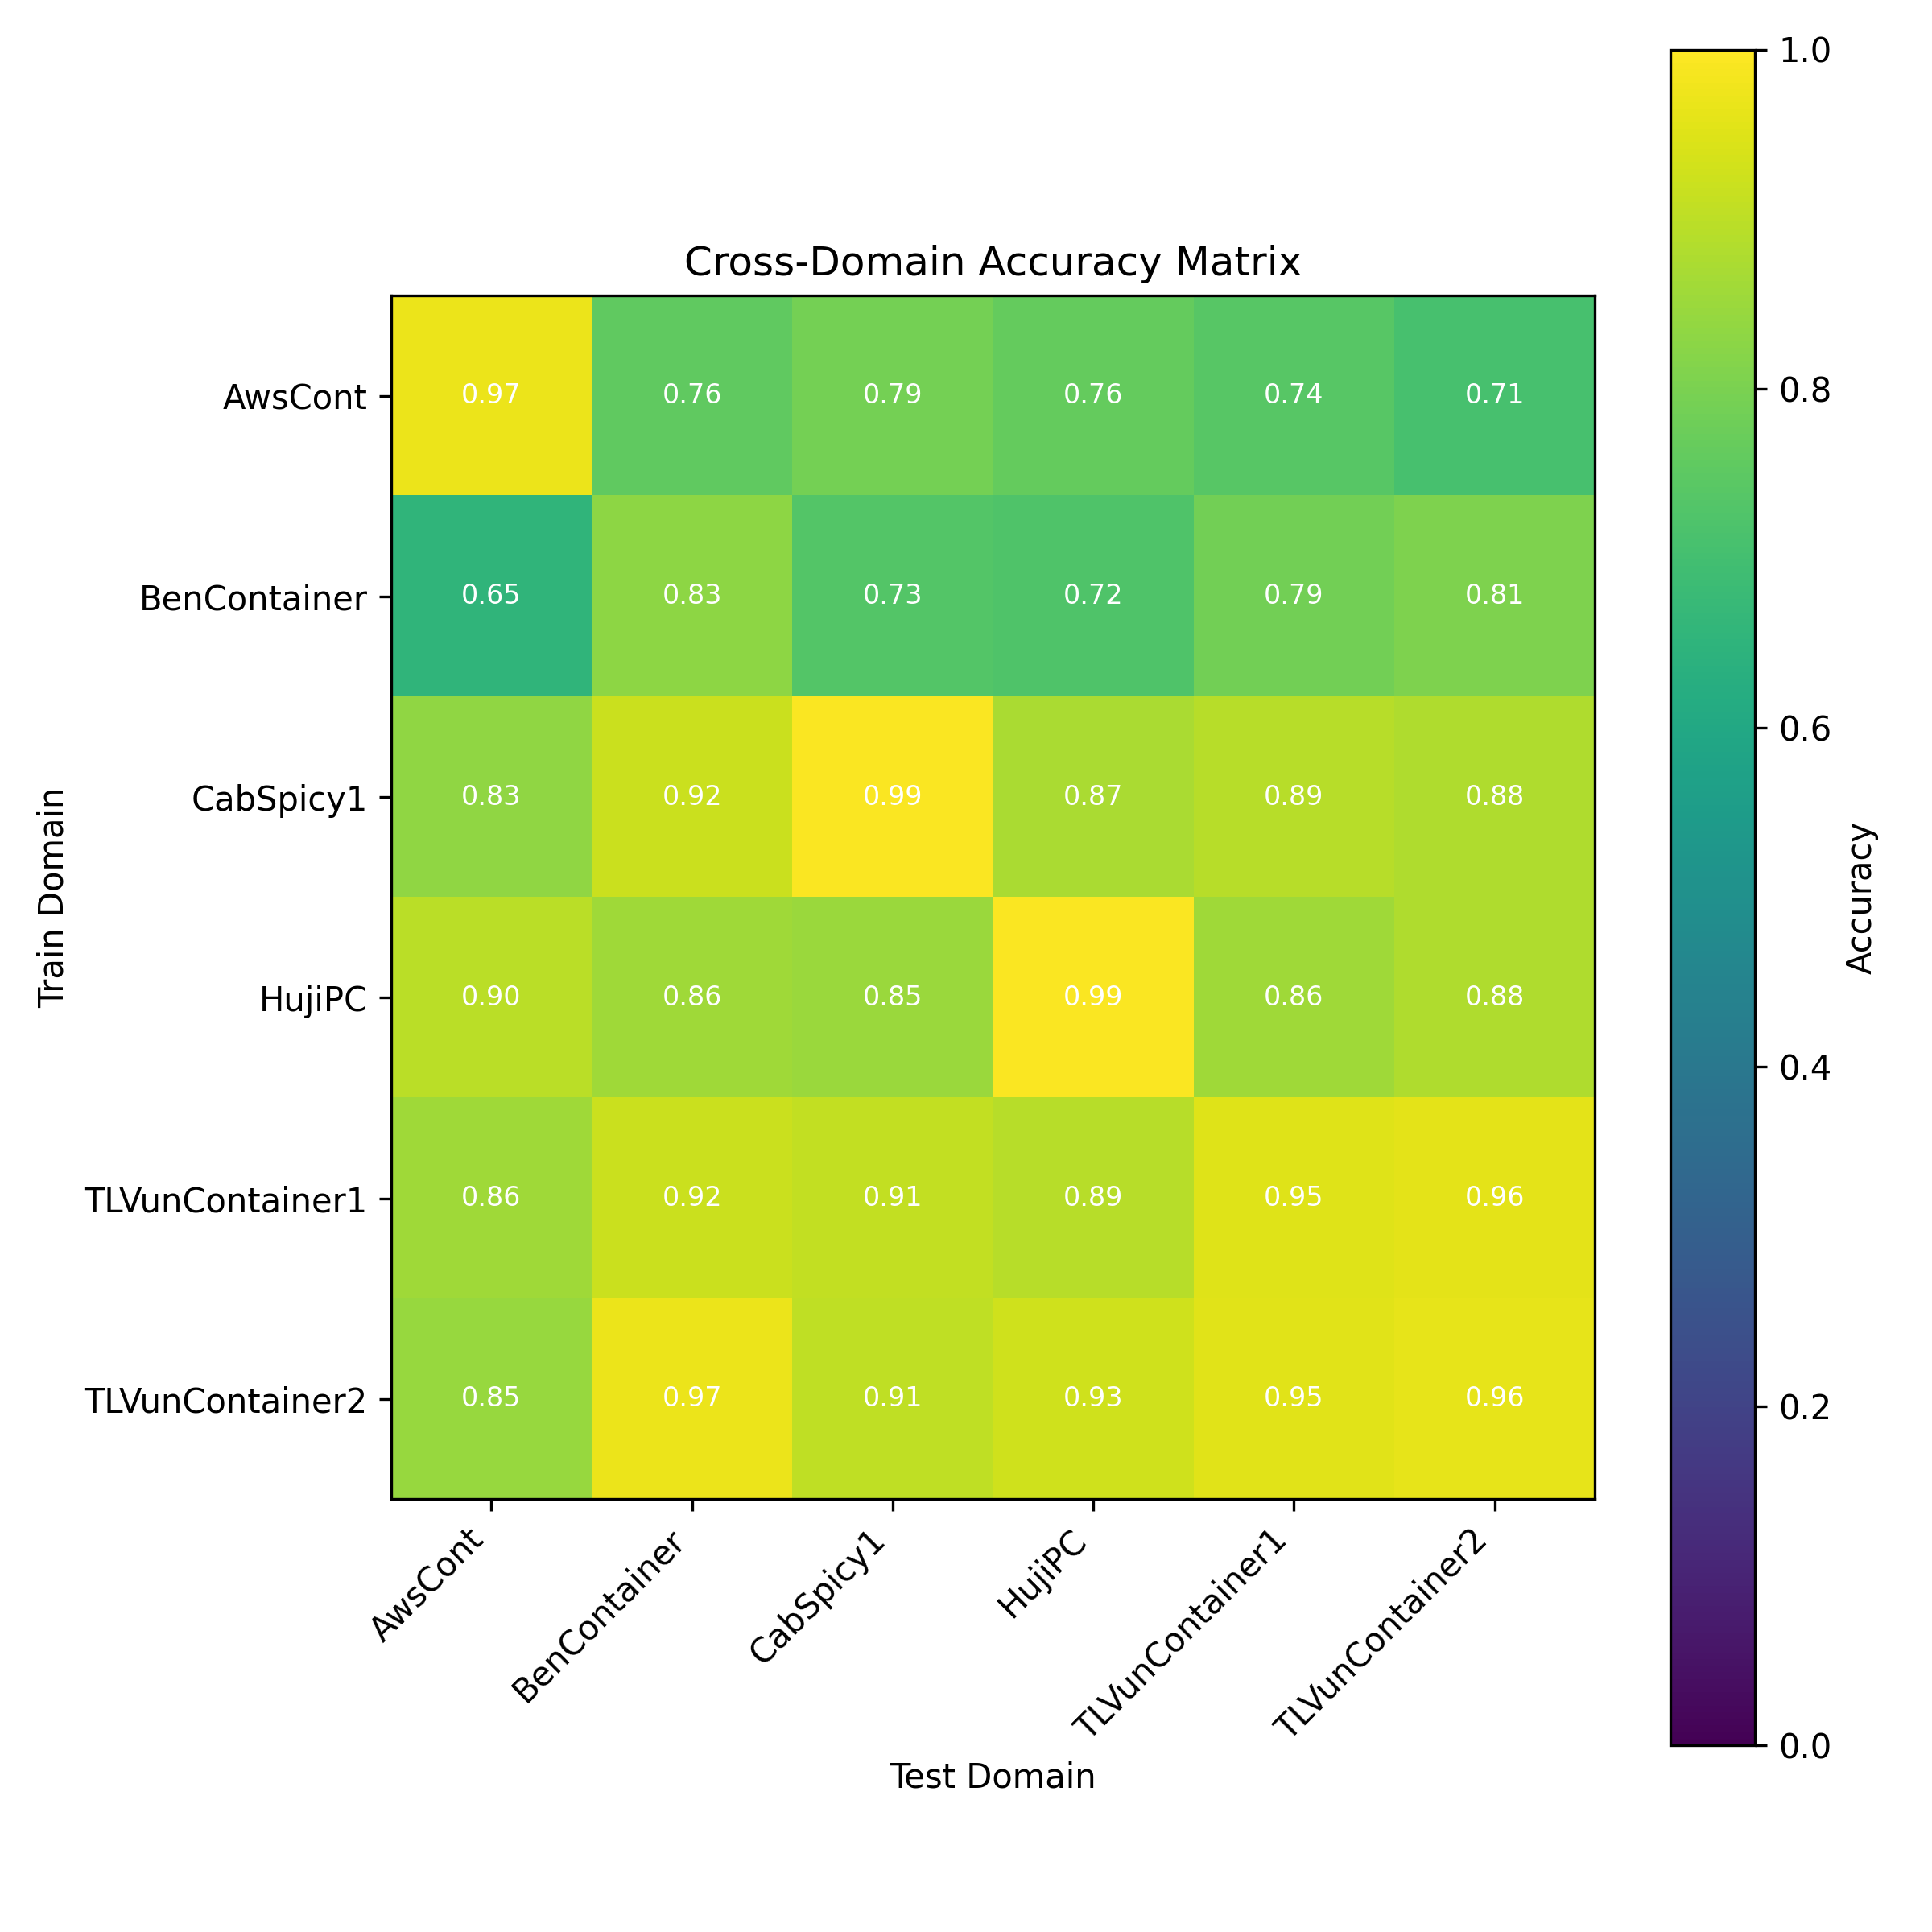 Cross-Domain Accuracy Matrix
Train Domain
AwsCont 0.97 0.76 0.79 0.76 0.74 0.71
BenContainer 0.65 0.83 0.73 0.72 0.79 0.81
CabSpicy1 0.83 0.92 0.99 0.87 0.89 0.88
HujiPC 0.90 0.86 0.85 0.99 0.86 0.88
TLVunContainer1 0.86 0.92 0.91 0.89 0.95 0.96
TLVunContainer2 0.85 0.97 0.91 0.93 0.95 0.96
AwsCont BenContainer CabSpicy1 HujiPC TLVunContainer1 TLVunContainer2
Test Domain
1.0
0.8
0.6
0.4
0.2
0.0
Accuracy